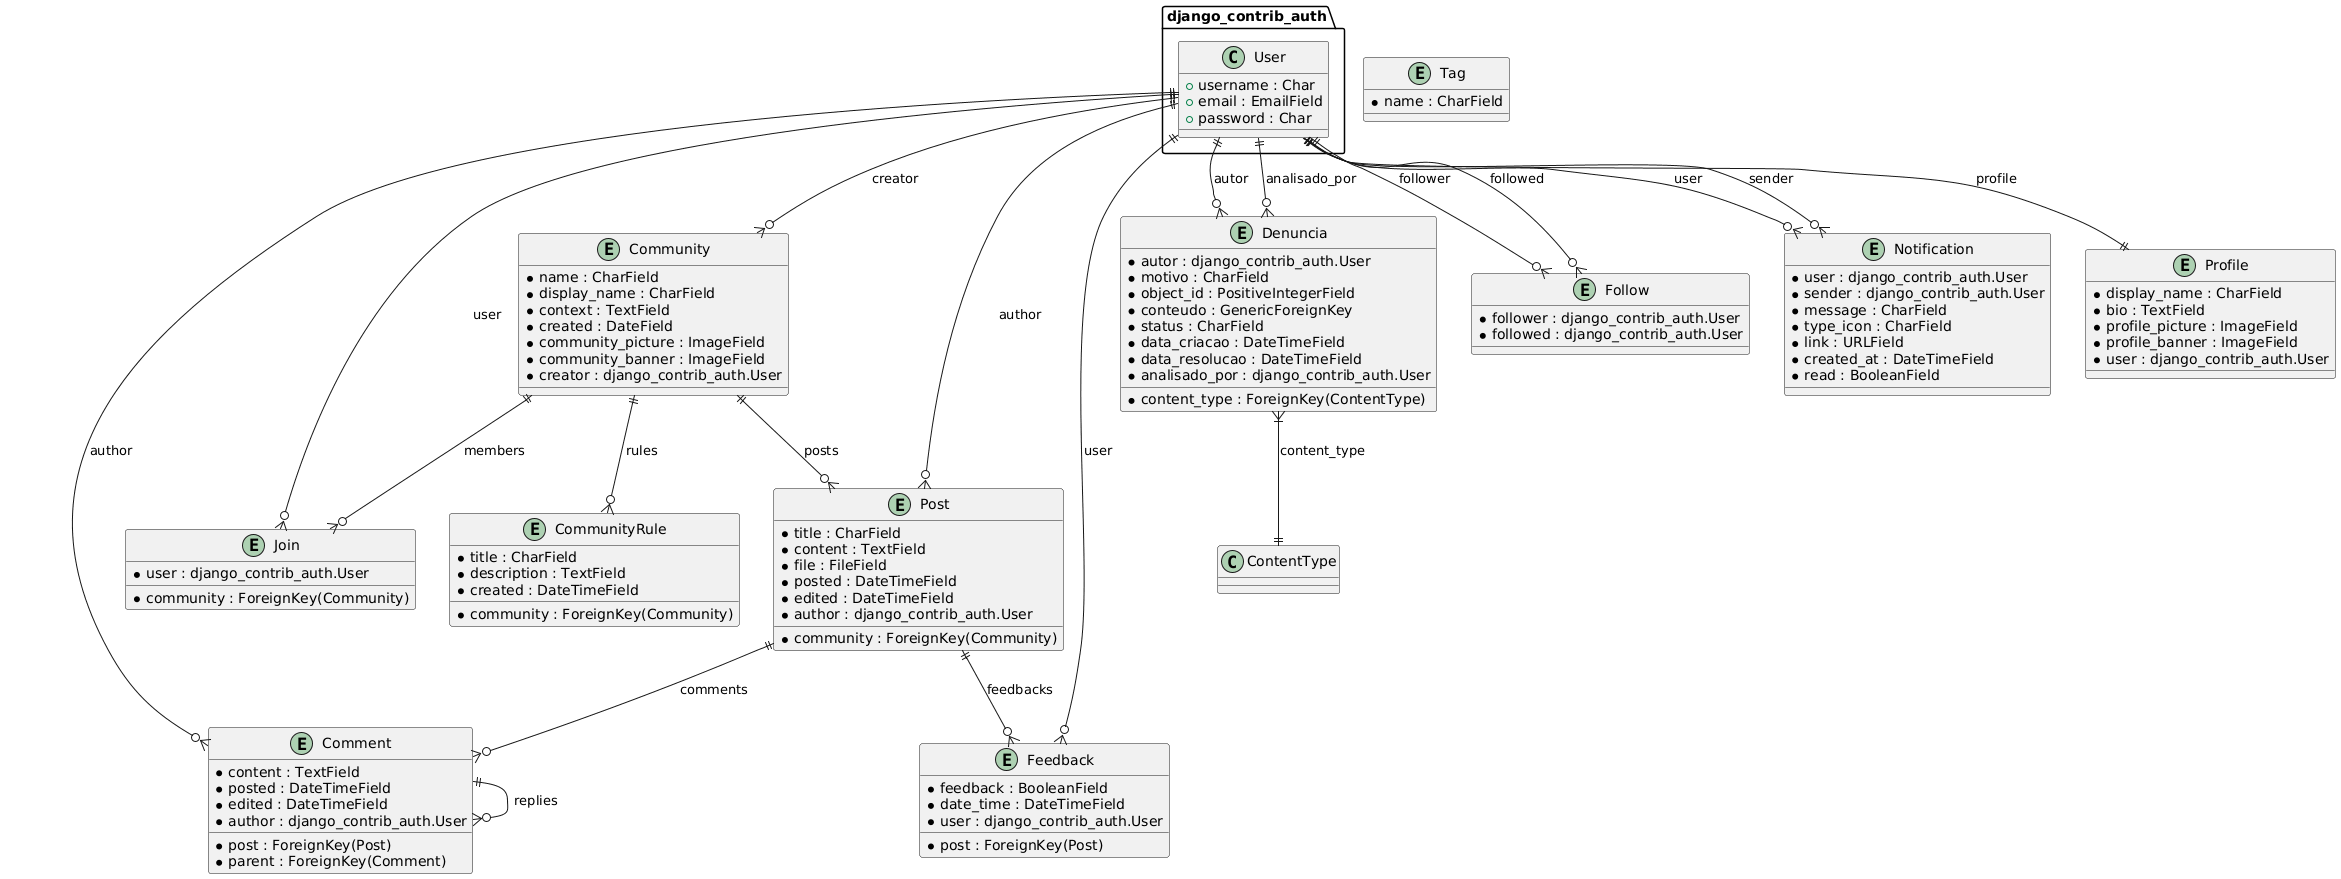 django_contrib_auth
C User
username : Char
email : EmailField
password : Char
E Tag
name : CharField
creator
autor
analisado_por
follower
followed
user
sender
profile
E Community
name : CharField
display_name : CharField
context : TextField
created : DateField
community_picture : ImageField
community_banner : ImageField
creator : django_contrib_auth.User
E Denuncia
autor : django_contrib_auth.User
motivo : CharField
object_id : PositiveIntegerField
conteudo : GenericForeignKey
status : CharField
data_criacao : DateTimeField
data_resolucao : DateTimeField
analisado_por : django_contrib_auth.User
content_type : ForeignKey(ContentType)
E Follow
follower : django_contrib_auth.User
followed : django_contrib_auth.User
E Notification
user : django_contrib_auth.User
sender : django_contrib_auth.User
message : CharField
type_icon : CharField
link : URLField
created_at : DateTimeField
read : BooleanField
E Profile
display_name : CharField
bio : TextField
profile_picture : ImageField
profile_banner : ImageField
user : django_contrib_auth.User
user
author
author
members
rules
posts
user
content_type
E Join
user : django_contrib_auth.User
community : ForeignKey(Community)
E CommunityRule
title : CharField
description : TextField
created : DateTimeField
community : ForeignKey(Community)
E Post
title : CharField
content : TextField
file : FileField
posted : DateTimeField
edited : DateTimeField
author : django_contrib_auth.User
community : ForeignKey(Community)
C ContentType
comments
feedbacks
E Comment
content : TextField
posted : DateTimeField
edited : DateTimeField
author : django_contrib_auth.User
post : ForeignKey(Post)
parent : ForeignKey(Comment)
replies
E Feedback
feedback : BooleanField
date_time : DateTimeField
user : django_contrib_auth.User
post : ForeignKey(Post)